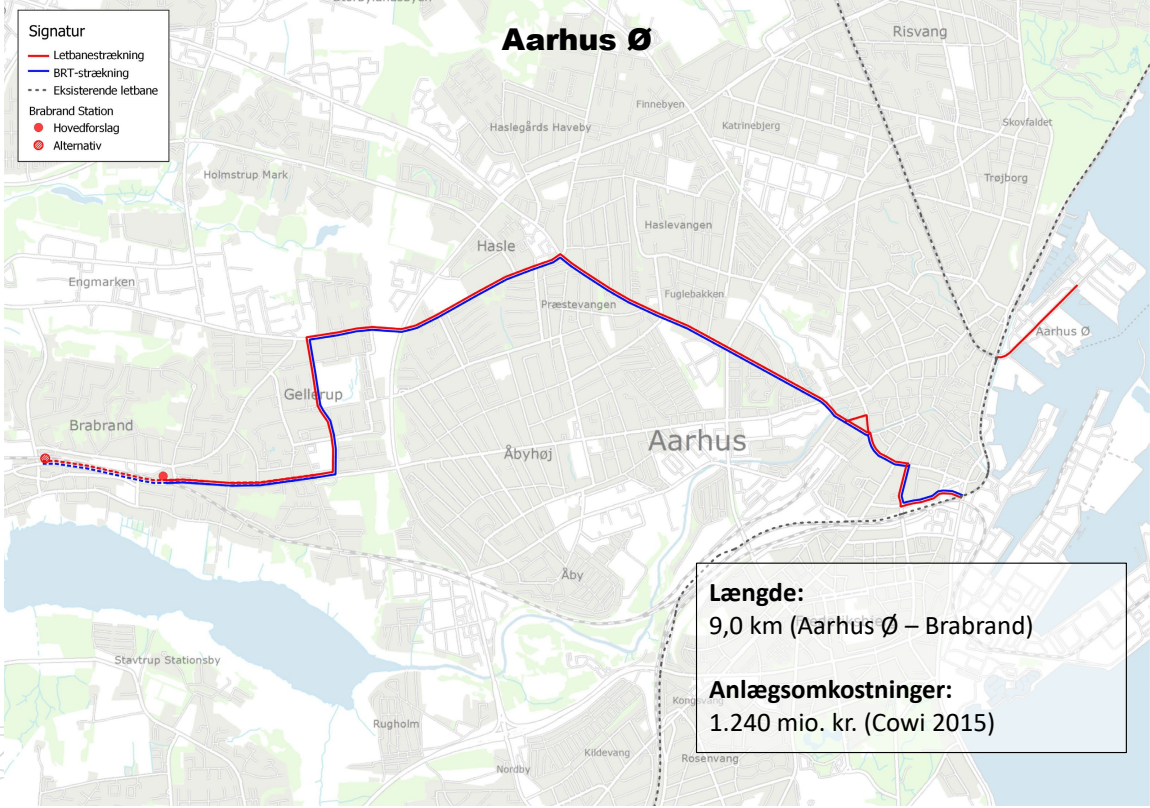 Aarhus Ø
Signatur
Letbanestrækning
BRT-strækning
Eksisterende letbane
Brabrand Station
Hovedforslag
Alternativ
Risvang
Finnebyen
Haslegårds Haveby
Katrinebjerg
Skovfaldet
Holmstrup Mark
Trøjborg
Haslevangen
Hasle
Engmarken
Fuglebakken
Præstevangen
Aarhus Ø
Gellerup
Brabrand
Aarhus
Åbyhøj
Åby
Længde:
9,0 km (Aarhus Ø – Brabrand)
Anlægsomkostninger:
1.240 mio. kr. (Cowi 2015)
Stavtrup Stationsby
Rugholm
Kongsvang
Kildevang
Rosenvang
Nordby